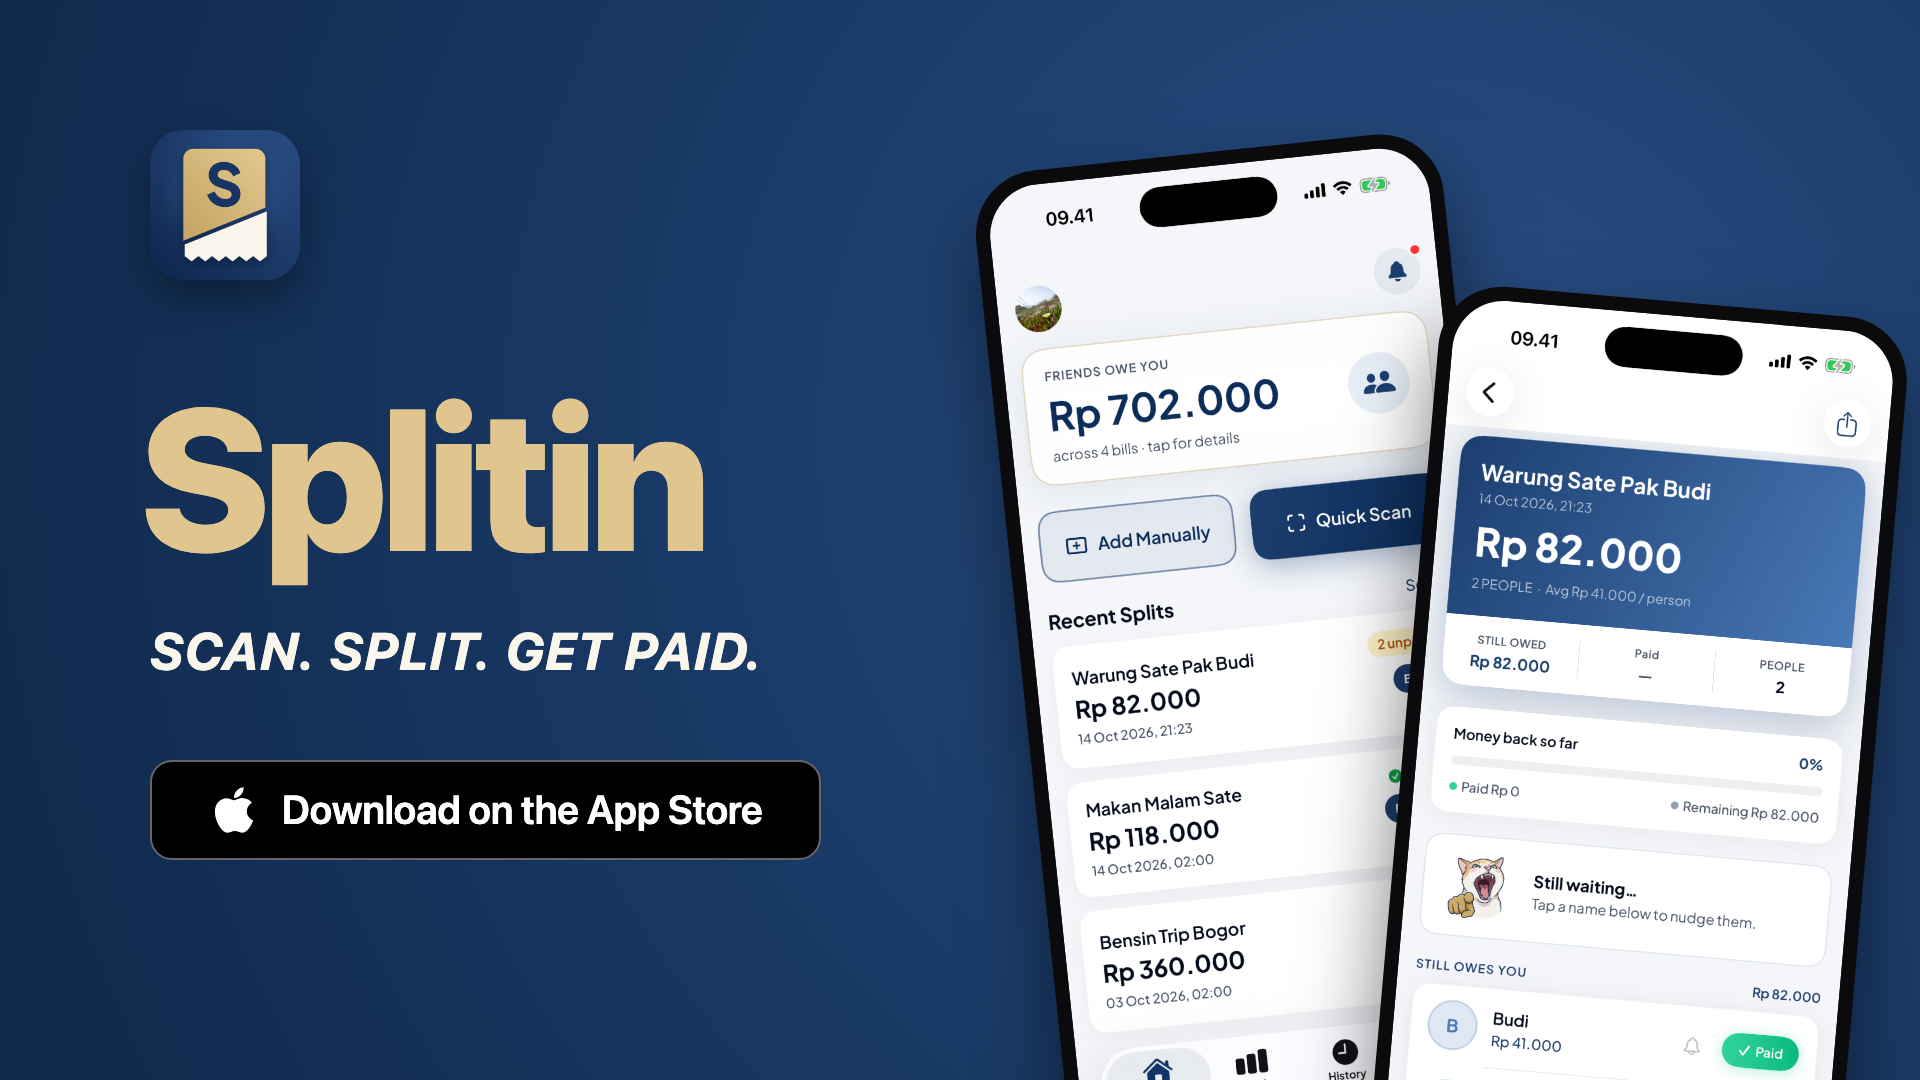 S
Splitin
SCAN. SPLIT. GET PAID.
Download on the App Store
09.41
FRIENDS OWE YOU
Rp 702.000
across 4 bills · tap for details
Add Manually
Quick Scan
Recent Splits
Warung Sate Pak Budi
2 unp
Rp 82.000
14 Oct 2026, 21:23
Makan Malam Sate
Rp 118.000
14 Oct 2026, 02:00
Bensin Trip Bogor
Rp 360.000
03 Oct 2026, 02:00
History
09.41
Warung Sate Pak Budi
14 Oct 2026, 21:23
Rp 82.000
2 PEOPLE · Avg Rp 41.000 / person
STILL OWED
Rp 82.000
Paid
—
PEOPLE
2
Money back so far
0%
Paid Rp 0
Remaining Rp 82.000
Still waiting...
Tap a name below to nudge them.
STILL OWES YOU
Rp 82.000
B
Budi
Rp 41.000
Paid